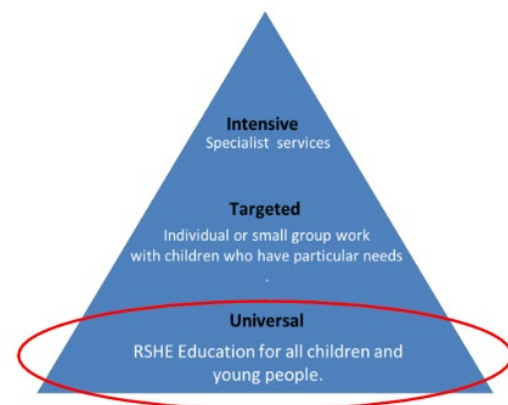 Intensive
Specialist services
Targeted
Individual or small group work
with children who have particular needs
.
Universal
RSHE Education for all children and
young people.